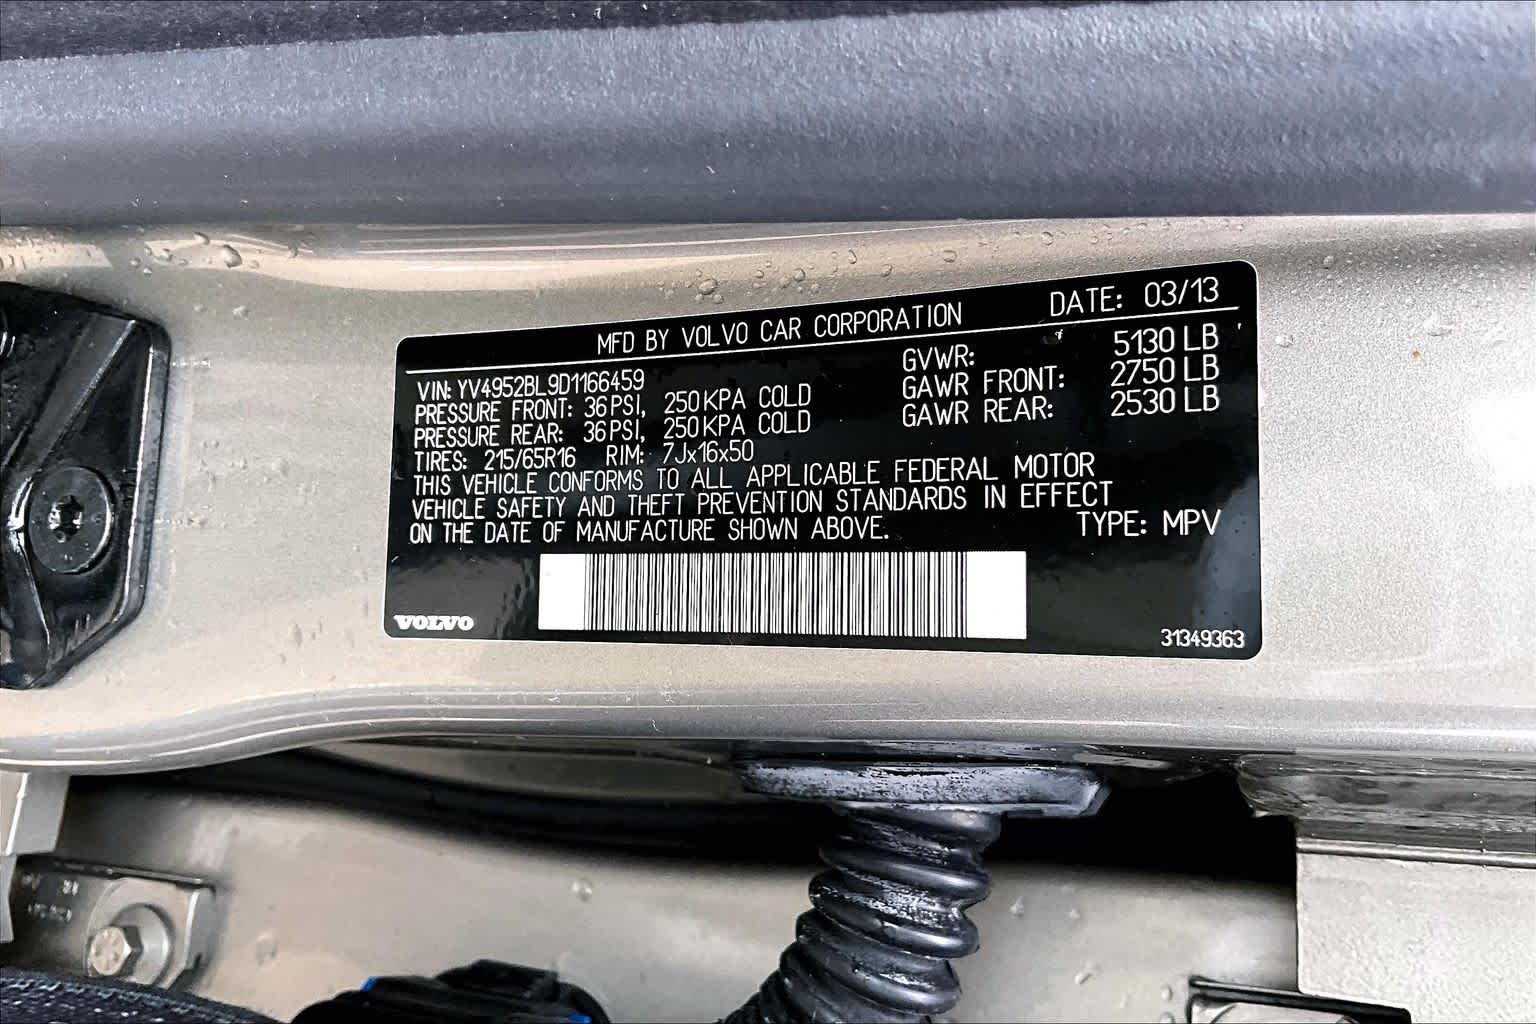 MFD BY VOLVO CAR CORPORATION DATE: 03/13
VIN: YV4952BL9D1166459 GVWR: 5130 LB
PRESSURE FRONT: 36 PSI, 250 KPA COLD GAWR FRONT: 2750 LB
PRESSURE REAR: 36 PSI, 250 KPA COLD GAWR REAR: 2530 LB
TIRES: 215/65R16 RIM: 7Jx16x50
THIS VEHICLE CONFORMS TO ALL APPLICABLE FEDERAL MOTOR
VEHICLE SAFETY AND THEFT PREVENTION STANDARDS IN EFFECT
ON THE DATE OF MANUFACTURE SHOWN ABOVE. TYPE: MPV
VOLVO
31349363